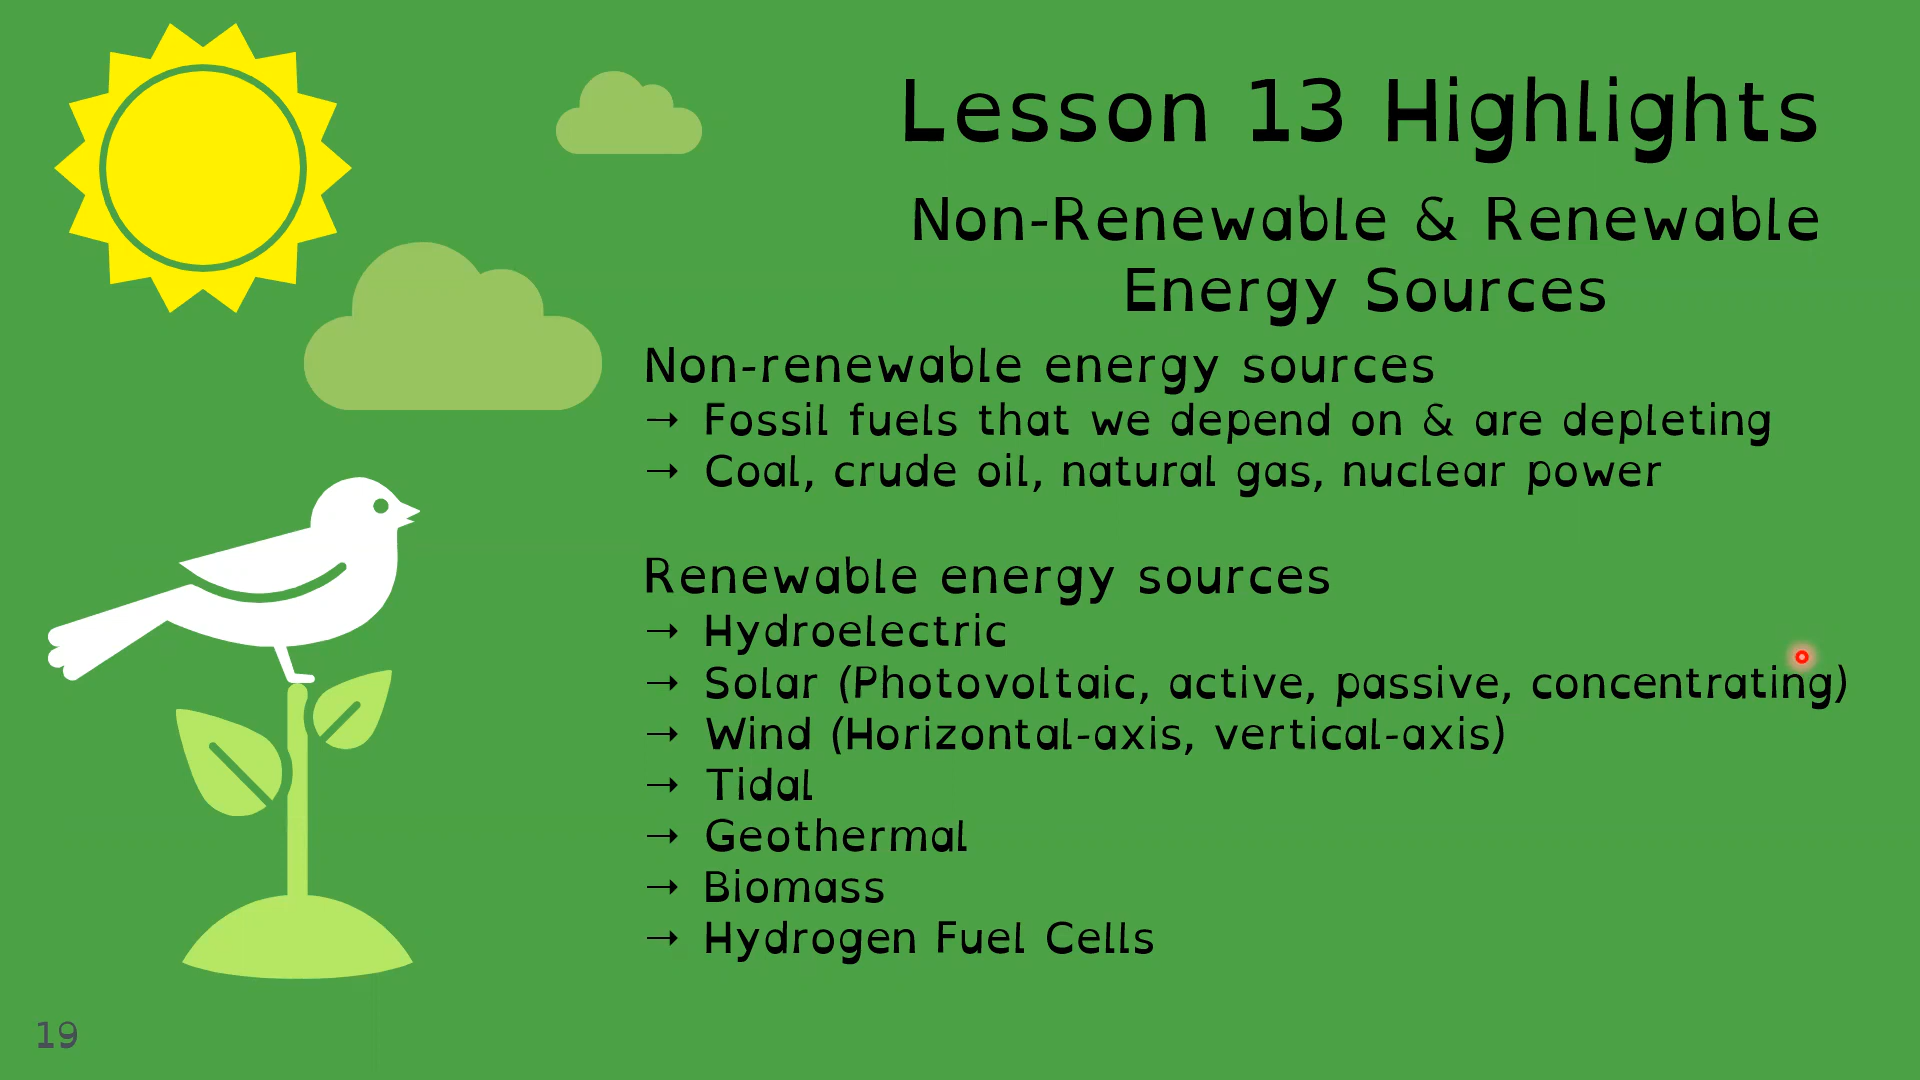 Lesson 13 Highlights
Non-Renewable & Renewable
Energy Sources
Non-renewable energy sources
→ Fossil fuels that we depend on & are depleting
→ Coal, crude oil, natural gas, nuclear power
Renewable energy sources
→ Hydroelectric
→ Solar (Photovoltaic, active, passive, concentrating)
→ Wind (Horizontal-axis, vertical-axis)
→ Tidal
→ Geothermal
→ Biomass
→ Hydrogen Fuel Cells
19